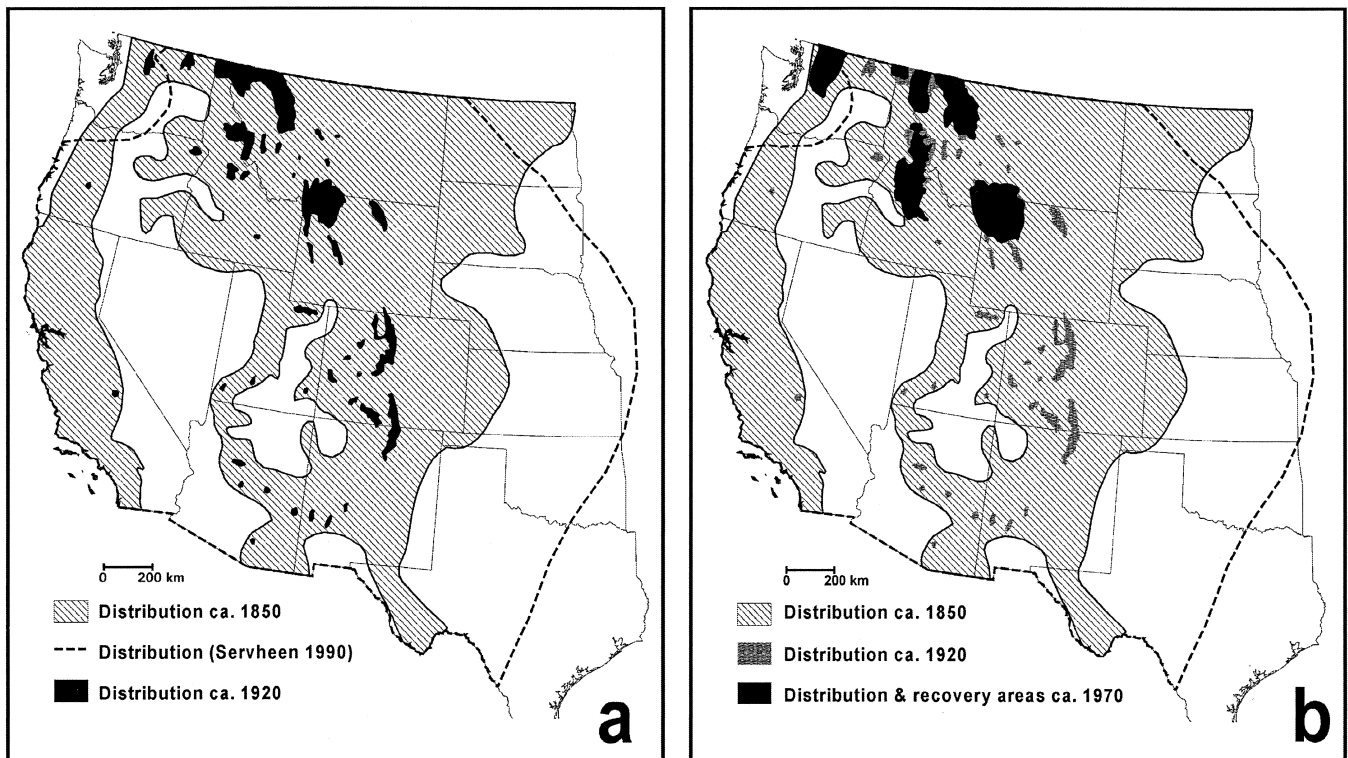 0 200 km
Distribution ca. 1850
Distribution (Servheen 1990)
Distribution ca. 1920
a
0 200 km
Distribution ca. 1850
Distribution ca. 1920
Distribution & recovery areas ca. 1970
b